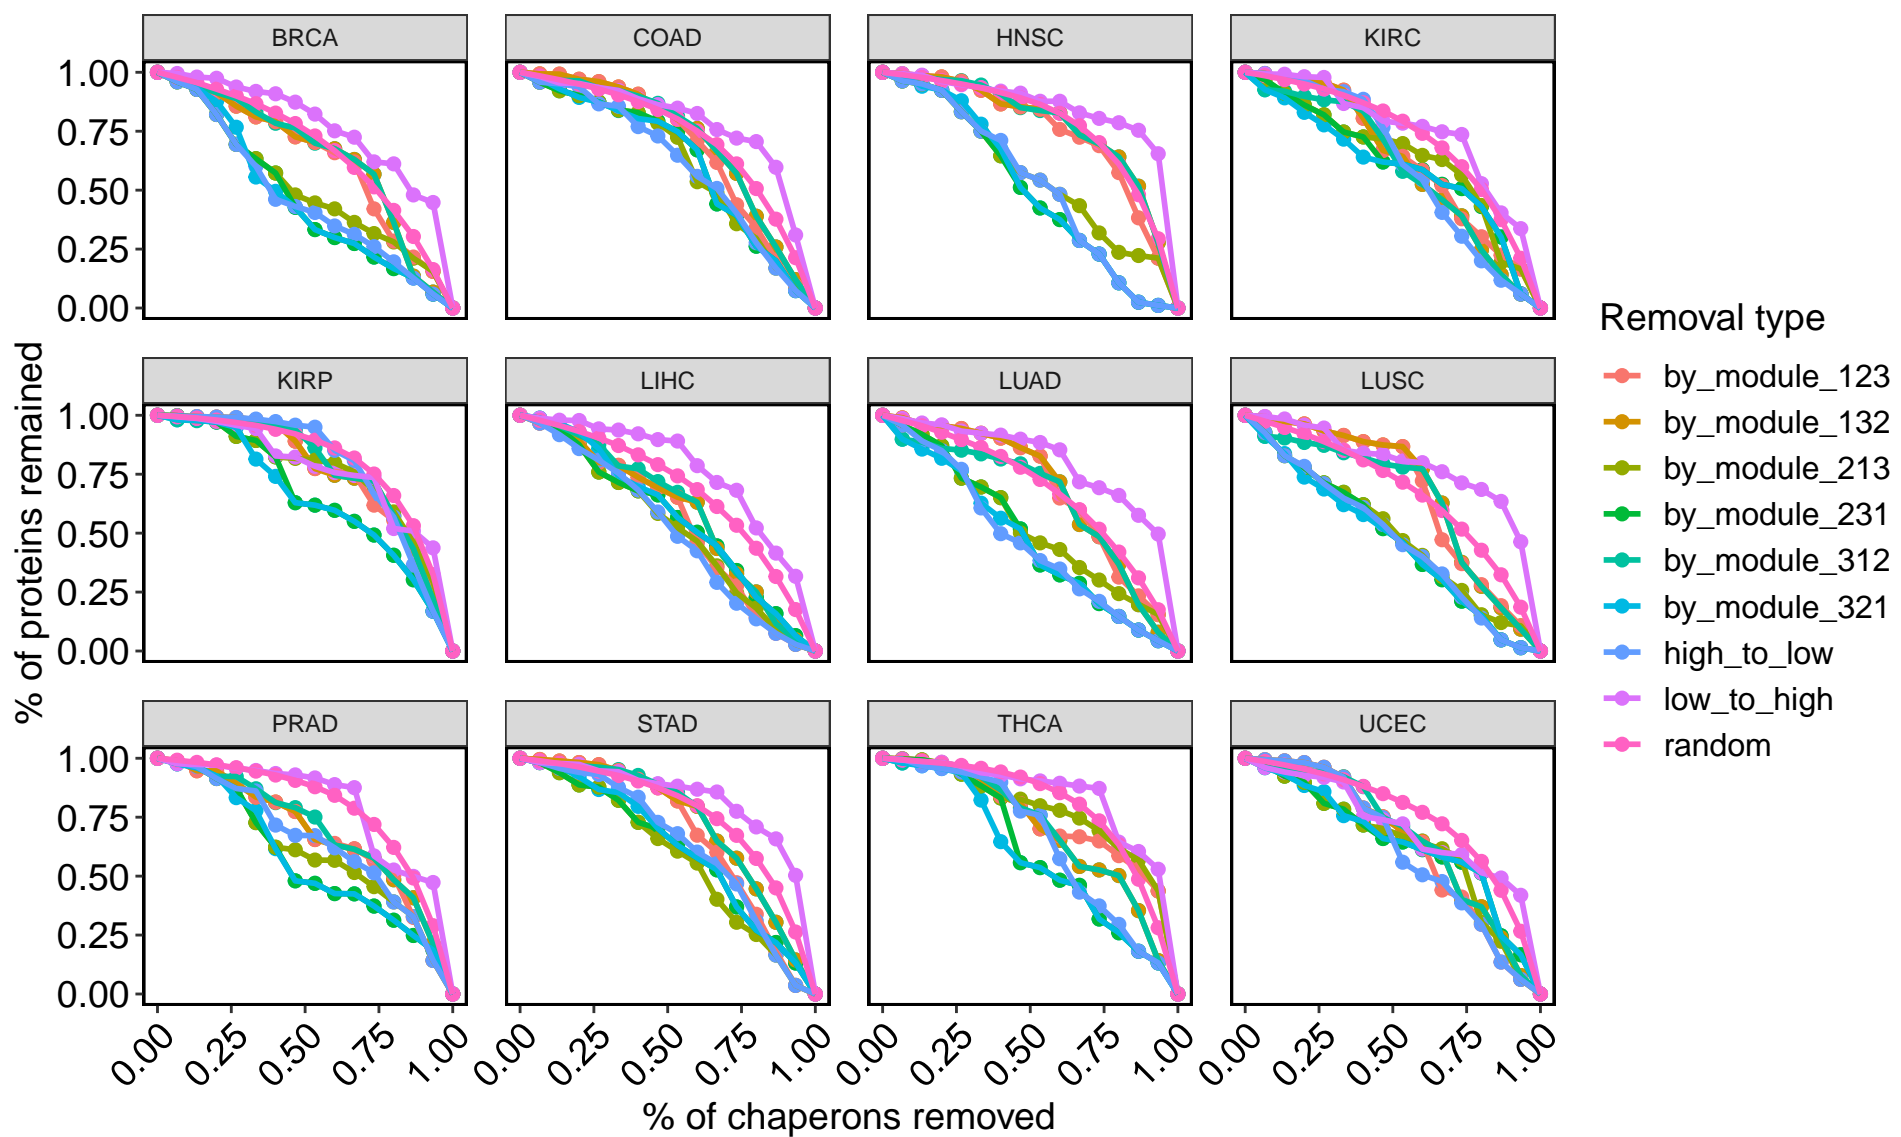 BRCA COAD HNSC KIRC
1.00
0.75
0.50
0.25
0.00
KIRP LIHC LUAD LUSC
1.00
0.75
0.50
0.25
0.00
PRAD STAD THCA UCEC
1.00
0.75
0.50
0.25
0.00
0.00 0.25 0.50 0.75 1.00 0.00 0.25 0.50 0.75 1.00 0.00 0.25 0.50 0.75 1.00 0.00 0.25 0.50 0.75 1.00
% of chaperons removed
% of proteins remained
Removal type
by_module_123
by_module_132
by_module_213
by_module_231
by_module_312
by_module_321
high_to_low
low_to_high
random